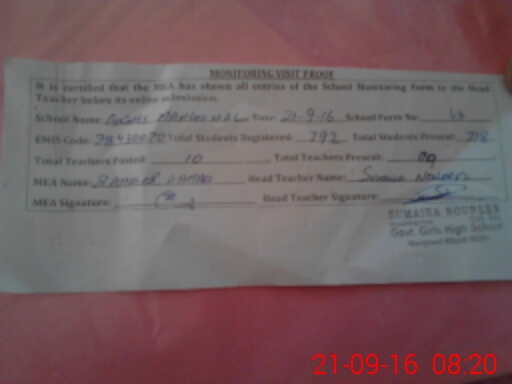 MONITORING VISIT PROOF
It is certified that the MEA has shown all entries of the School Monitoring Form to the Head
Teacher before its online submission.
School Name: Date: 21-9-16 School Form No:
EMIS Code: Total Students Registered: 792 Total Students Present: 
Total Teachers Posted: 10 Total Teachers Present: 09
MEA Name: AHMAD Head Teacher Name: Sumaira Noureen
MEA Signature: Head Teacher Signature:
SUMAIRA NOUREEN
Govt. Girls High School
21-09-16 08:20